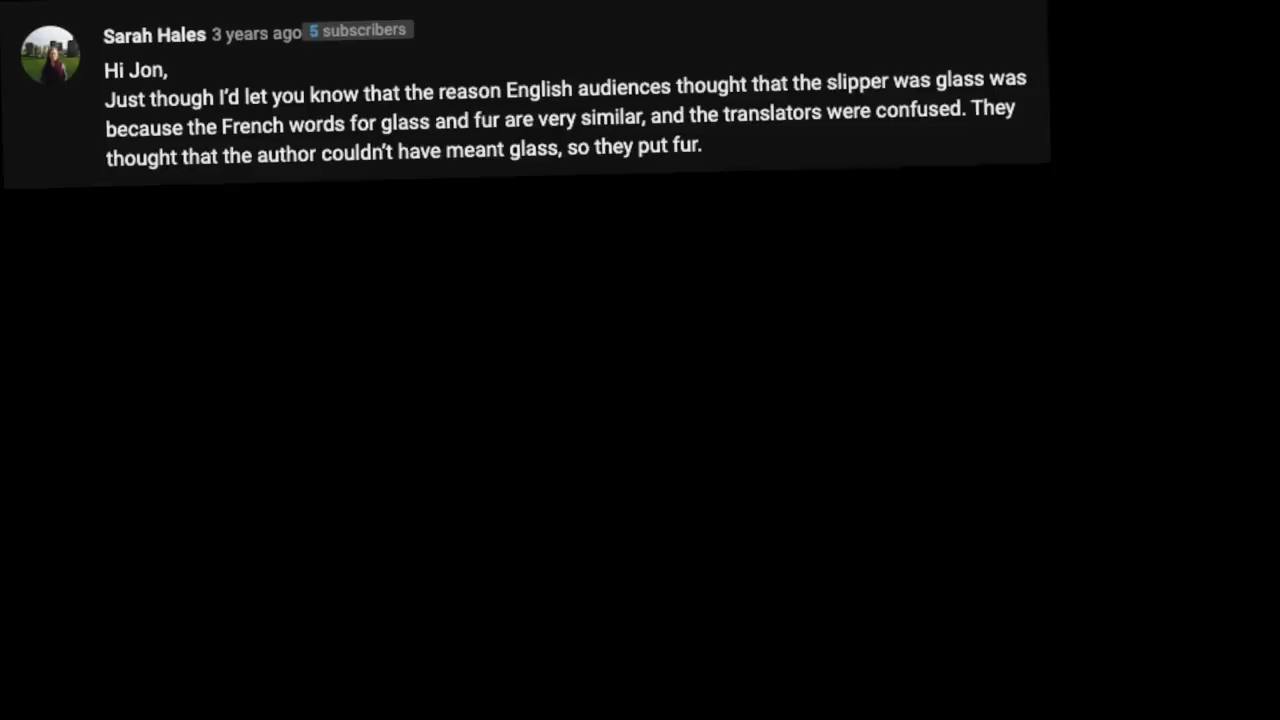 Sarah Hales 3 years ago 5 subscribers
Hi Jon,
Just though I'd let you know that the reason English audiences thought that the slipper was glass was
because the French words for glass and fur are very similar, and the translators were confused. They
thought that the author couldn't have meant glass, so they put fur.